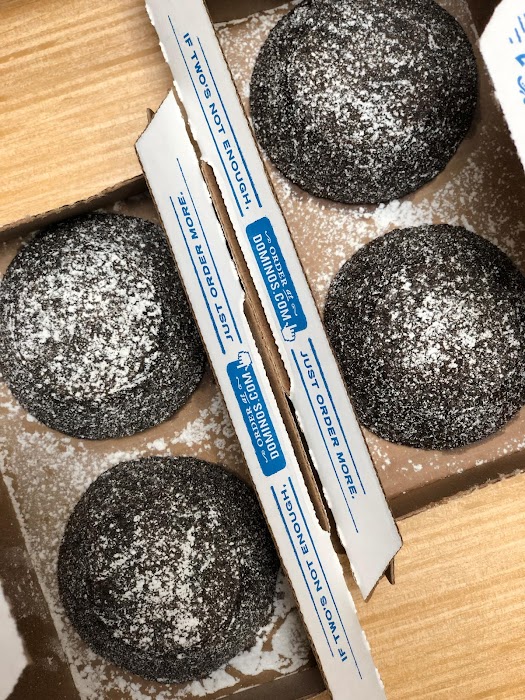 IF TWO'S NOT ENOUGH,
ORDER AT
DOMINOS.COM
JUST ORDER MORE.
IF TWO'S NOT ENOUGH,
ORDER AT
DOMINOS.COM
JUST ORDER MORE.